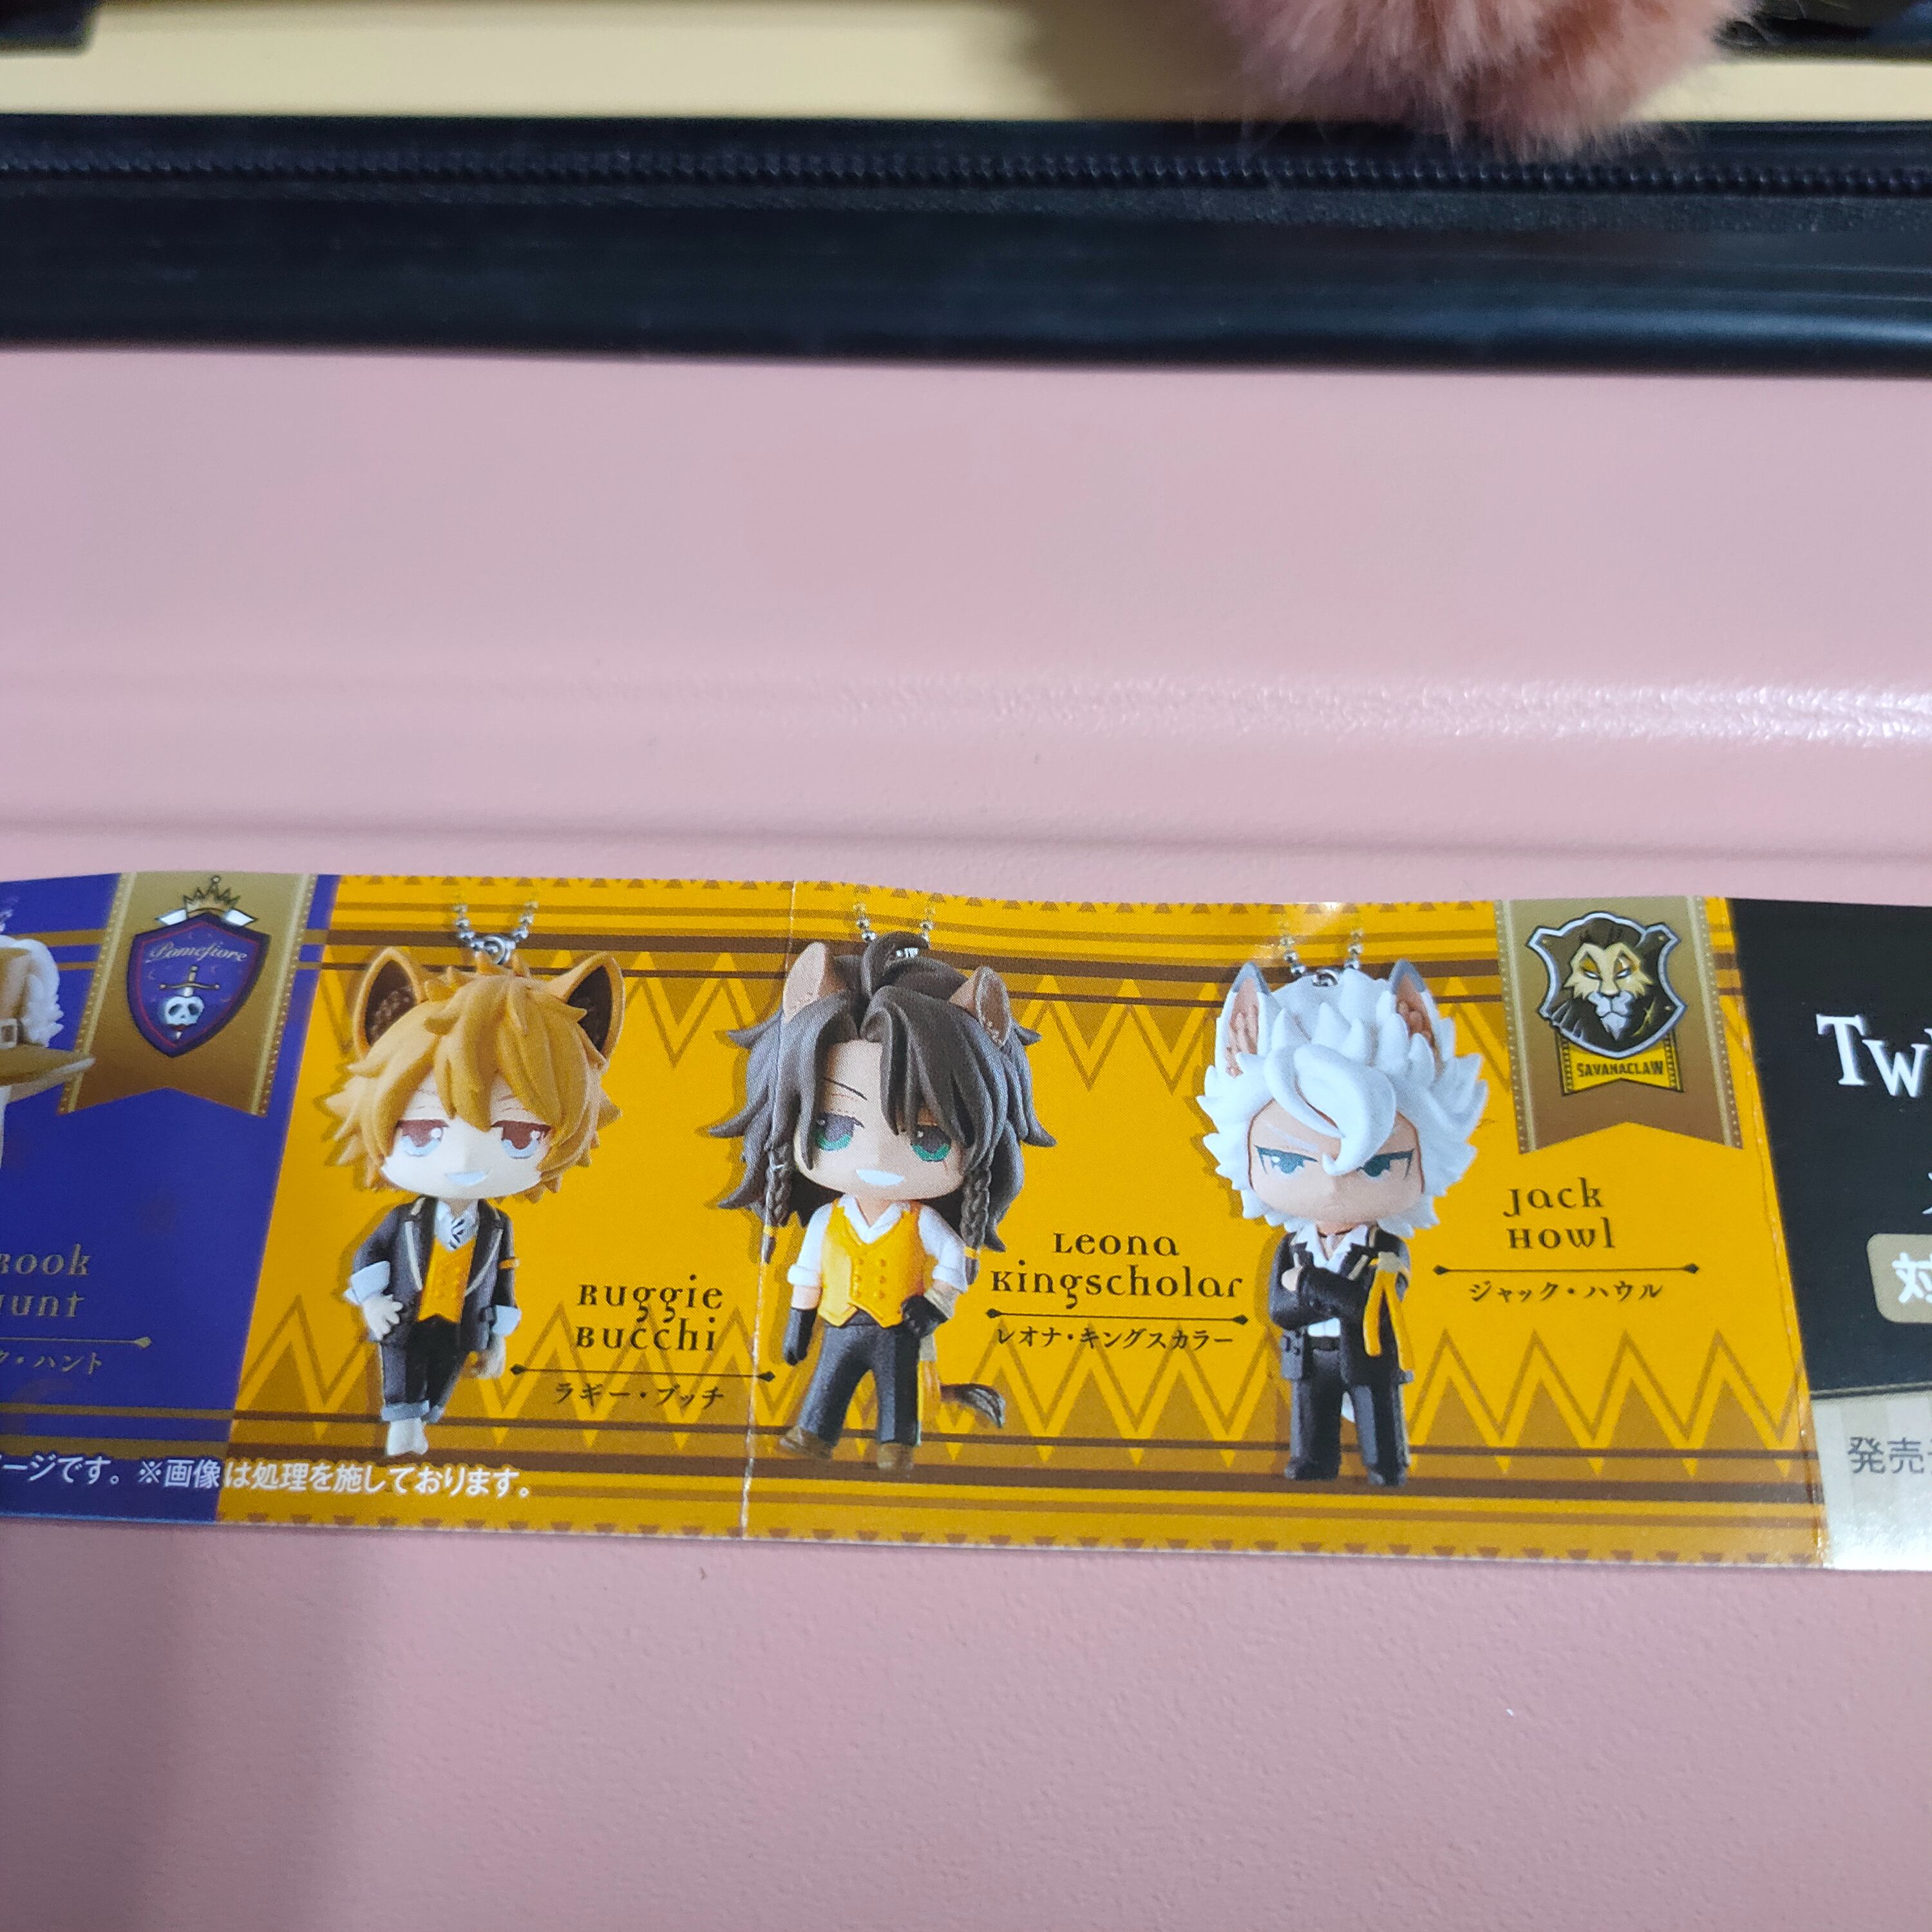 Pomefiore
ook
unt
ク・ハント
Ruggie
Bucchi
ラギー・ブッチ
Leona
Kingscholar
レオナ・キングスカラー
Jack
Howl
ジャック・ハウル
SAVANACLAW
ージです。※画像は処理を施しております。
Tw
対
発売